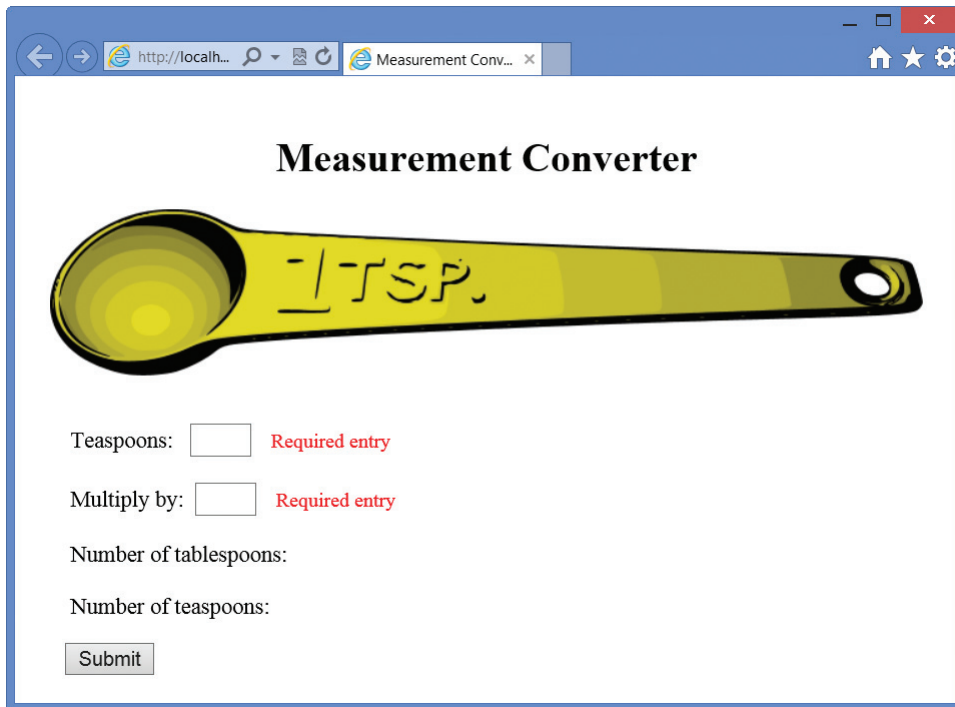 http://localh...
Measurement Conv...
Measurement Converter
1 TSP.
Teaspoons:
Required entry
Multiply by:
Required entry
Number of tablespoons:
Number of teaspoons:
Submit